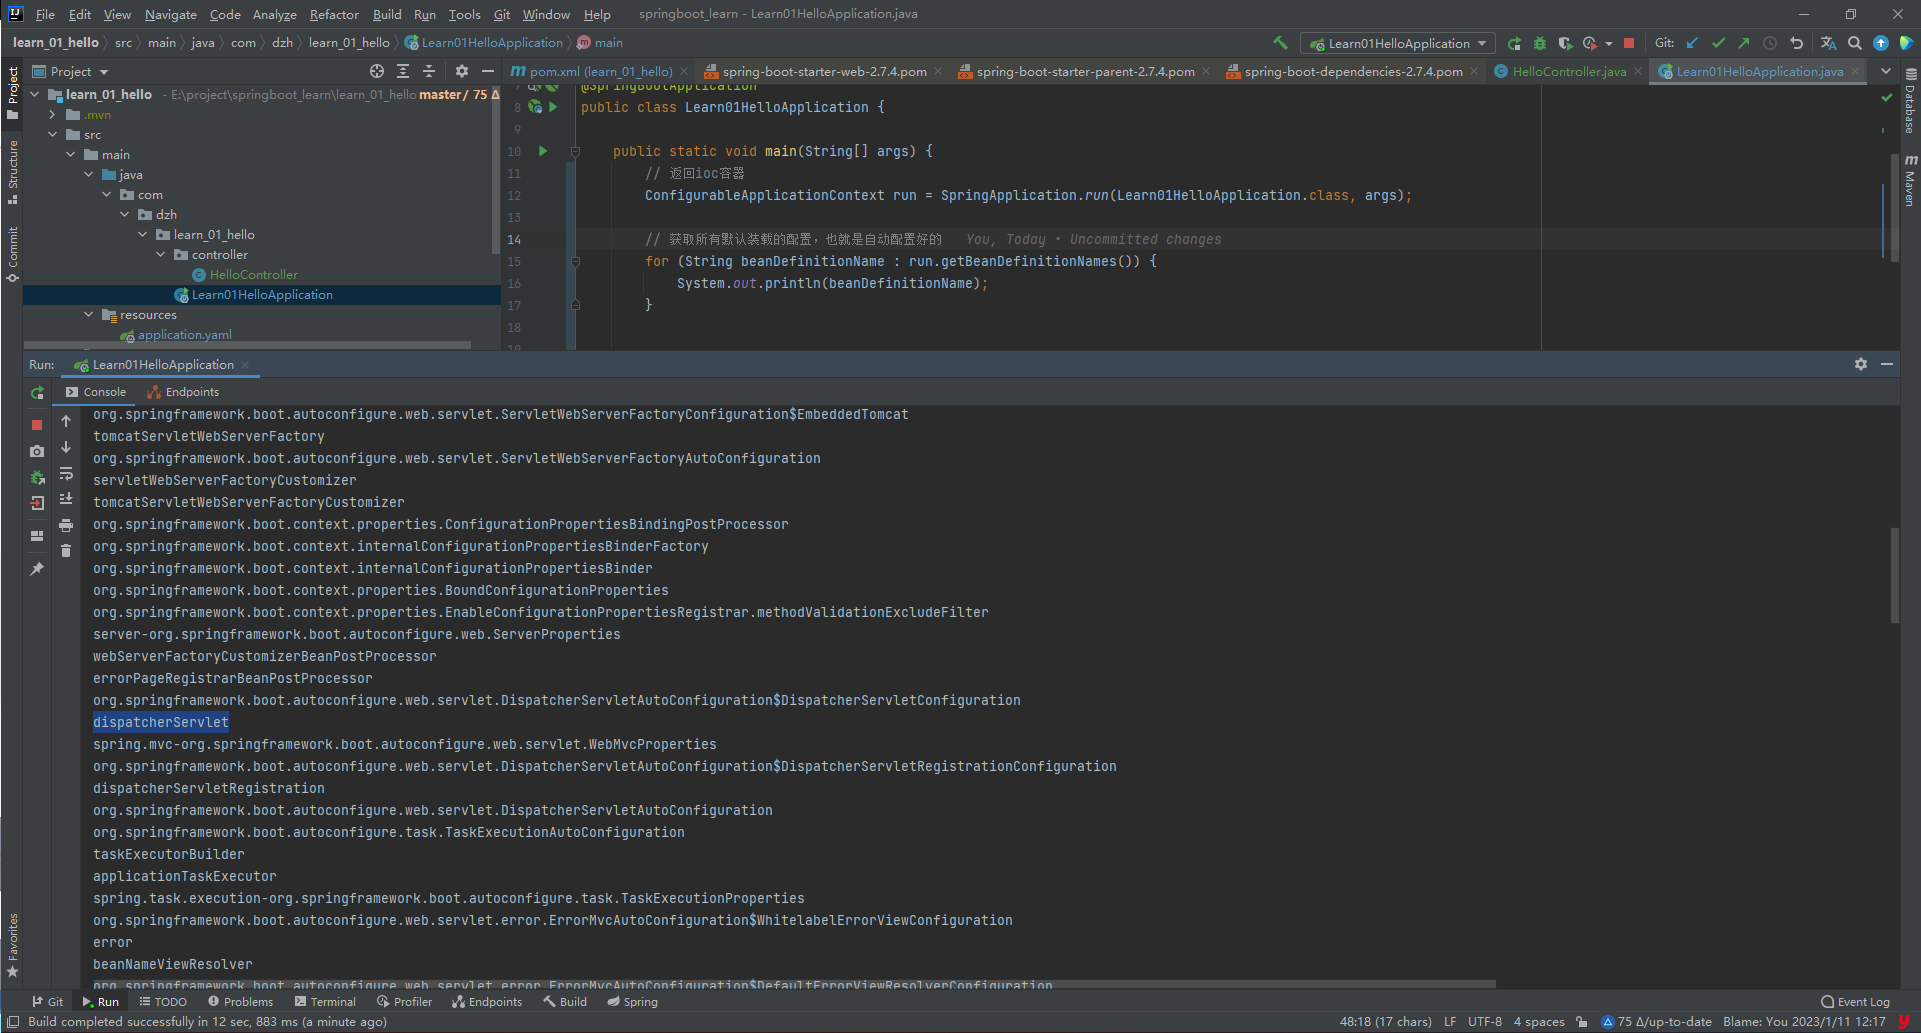 File Edit View Navigate Code Analyze Refactor Build Run Tools Git Window Help springboot_learn - Learn01HelloApplication.java
learn_01_hello src main java com dzh learn_01_hello Learn01HelloApplication main
Learn01HelloApplication Git:
Project
pom.xml (learn_01_hello) spring-boot-starter-web-2.7.4.pom spring-boot-starter-parent-2.7.4.pom spring-boot-dependencies-2.7.4.pom HelloController.java Learn01HelloApplication.java
learn_01_hello - E:\project\springboot_learn\learn_01_hello master/ 75 Δ
.mvn
src
main
java
com
dzh
learn_01_hello
controller
HelloController
Learn01HelloApplication
resources
application.yaml
7 @SpringBootApplication
8 public class Learn01HelloApplication {
9
10 public static void main(String[] args) {
11 // 返回ioc容器
12 ConfigurableApplicationContext run = SpringApplication.run(Learn01HelloApplication.class, args);
13
14 // 获取所有默认装载的配置，也就是自动配置好的 You, Today • Uncommitted changes
15 for (String beanDefinitionName : run.getBeanDefinitionNames()) {
16 System.out.println(beanDefinitionName);
17 }
18
19
Project
Structure
Commit
Favorites
Database
Maven
Run: Learn01HelloApplication
Console Endpoints
org.springframework.boot.autoconfigure.web.servlet.ServletWebServerFactoryConfiguration$EmbeddedTomcat
tomcatServletWebServerFactory
org.springframework.boot.autoconfigure.web.servlet.ServletWebServerFactoryAutoConfiguration
servletWebServerFactoryCustomizer
tomcatServletWebServerFactoryCustomizer
org.springframework.boot.context.properties.ConfigurationPropertiesBindingPostProcessor
org.springframework.boot.context.internalConfigurationPropertiesBinderFactory
org.springframework.boot.context.internalConfigurationPropertiesBinder
org.springframework.boot.context.properties.BoundConfigurationProperties
org.springframework.boot.context.properties.EnableConfigurationPropertiesRegistrar.methodValidationExcludeFilter
server-org.springframework.boot.autoconfigure.web.ServerProperties
webServerFactoryCustomizerBeanPostProcessor
errorPageRegistrarBeanPostProcessor
org.springframework.boot.autoconfigure.web.servlet.DispatcherServletAutoConfiguration$DispatcherServletConfiguration
dispatcherServlet
spring.mvc-org.springframework.boot.autoconfigure.web.servlet.WebMvcProperties
org.springframework.boot.autoconfigure.web.servlet.DispatcherServletAutoConfiguration$DispatcherServletRegistrationConfiguration
dispatcherServletRegistration
org.springframework.boot.autoconfigure.web.servlet.DispatcherServletAutoConfiguration
org.springframework.boot.autoconfigure.task.TaskExecutionAutoConfiguration
taskExecutorBuilder
applicationTaskExecutor
spring.task.execution-org.springframework.boot.autoconfigure.task.TaskExecutionProperties
org.springframework.boot.autoconfigure.web.servlet.error.ErrorMvcAutoConfiguration$WhitelabelErrorViewConfiguration
error
beanNameViewResolver
org.springframework.boot.autoconfigure.web.servlet.error.ErrorMvcAutoConfiguration$DefaultErrorViewResolverConfiguration
Git Run TODO Problems Terminal Profiler Endpoints Build Spring Event Log
Build completed successfully in 12 sec, 883 ms (a minute ago) 48:18 (17 chars) LF UTF-8 4 spaces 75 Δ/up-to-date Blame: You 2023/1/11 12:17